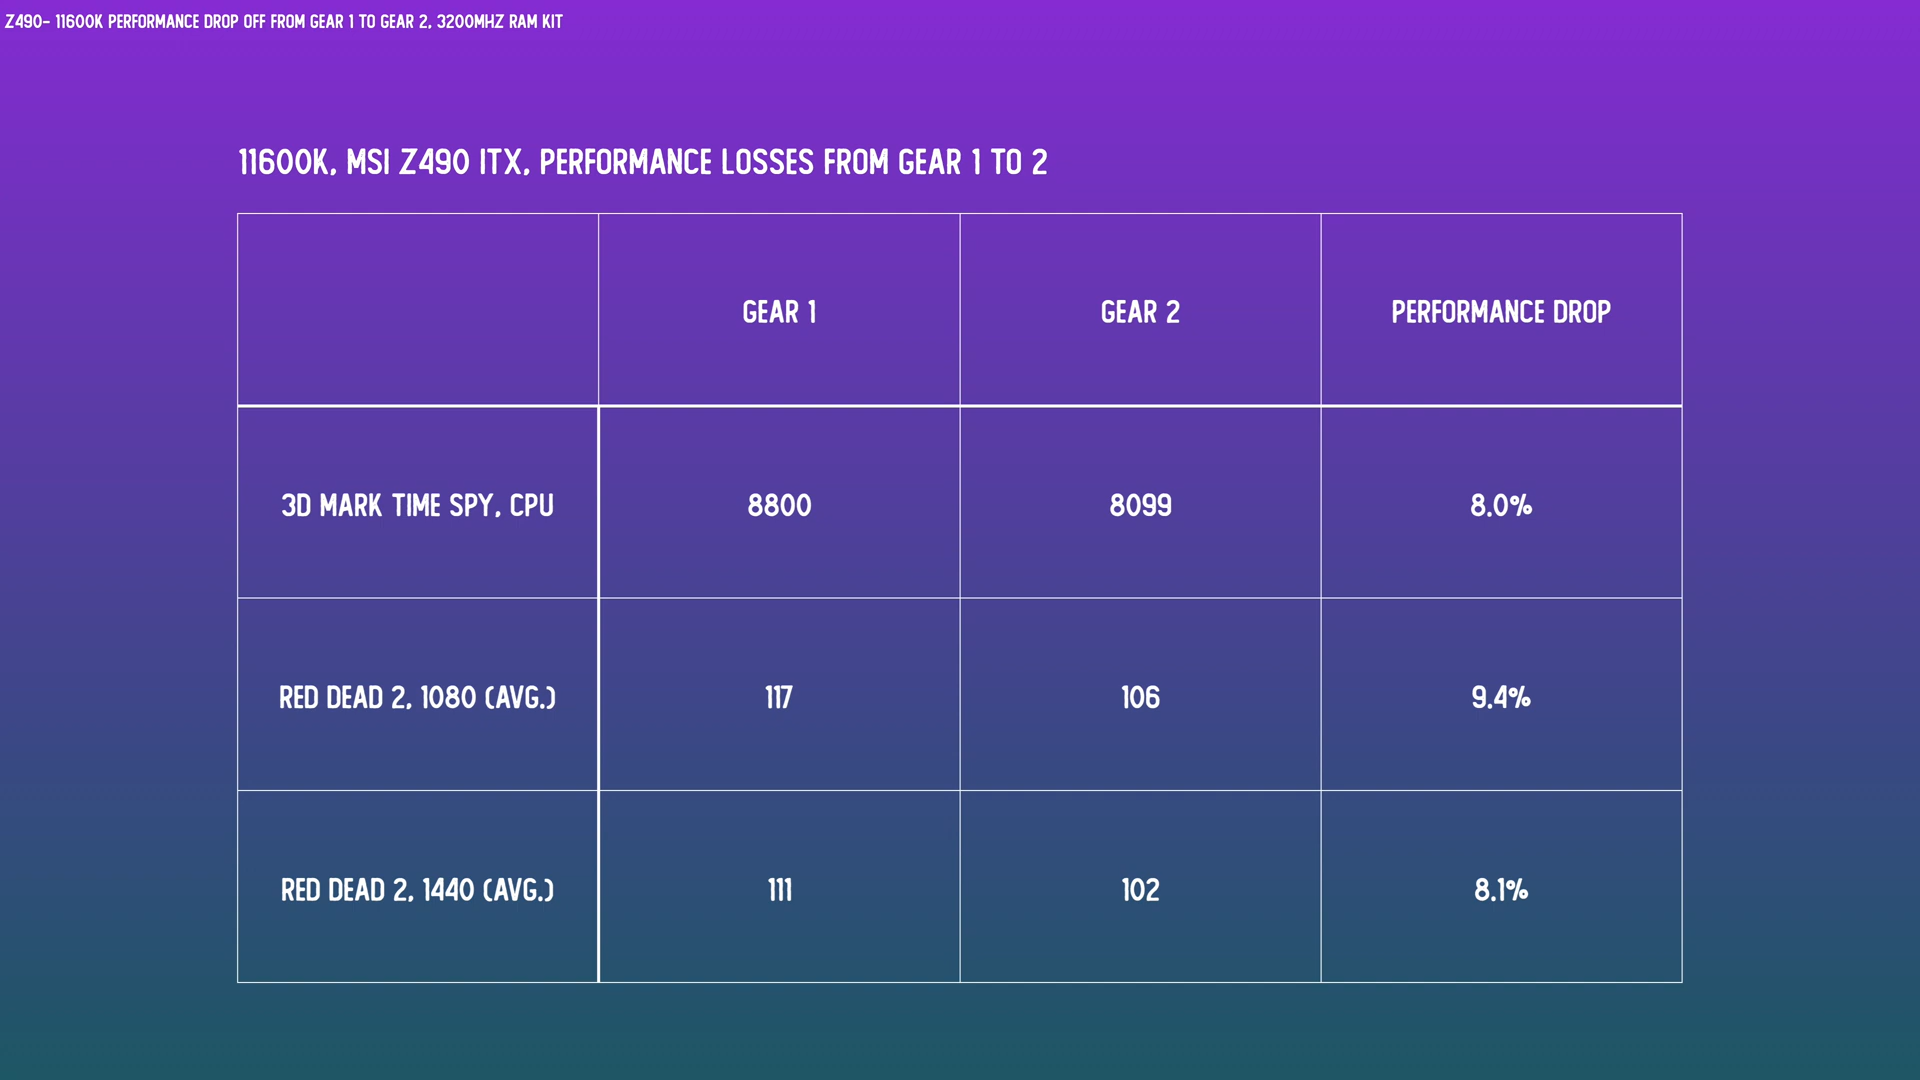 Z490- 11600K PERFORMANCE DROP OFF FROM GEAR 1 TO GEAR 2, 3200MHZ RAM KIT
11600K, MSI Z490 ITX, PERFORMANCE LOSSES FROM GEAR 1 TO 2
GEAR 1 GEAR 2 PERFORMANCE DROP
3D MARK TIME SPY, CPU 8800 8099 8.0%
RED DEAD 2, 1080 (AVG.) 117 106 9.4%
RED DEAD 2, 1440 (AVG.) 111 102 8.1%